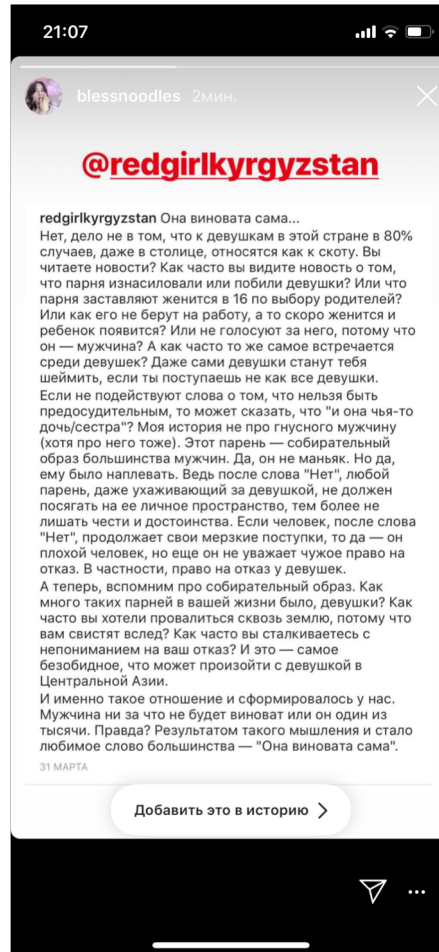 21:07
blessnoodles 2мин.
@redgirlkyrgyzstan
redgirlkyrgyzstan Она виновата сама...
Нет, дело не в том, что к девушкам в этой стране в 80%
случаев, даже в столице, относятся как к скоту. Вы
читаете новости? Как часто вы видите новость о том,
что парня изнасиловали или побили девушки? Или что
парня заставляют женится в 16 по выбору родителей?
Или как его не берут на работу, а то скоро женится и
ребенок появится? Или не голосуют за него, потому что
он — мужчина? А как часто то же самое встречается
среди девушек? Даже сами девушки станут тебя
шеймить, если ты поступаешь не как все девушки.
Если не подействуют слова о том, что нельзя быть
предосудительным, то может сказать, что "и она чья-то
дочь/сестра"? Моя история не про гнусного мужчину
(хотя про него тоже). Этот парень — собирательный
образ большинства мужчин. Да, он не маньяк. Но да,
ему было наплевать. Ведь после слова "Нет", любой
парень, даже ухаживающий за девушкой, не должен
посягать на ее личное пространство, тем более не
лишать чести и достоинства. Если человек, после слова
"Нет", продолжает свои мерзкие поступки, то да — он
плохой человек, но еще он не уважает чужое право на
отказ. В частности, право на отказ у девушек.
А теперь, вспомним про собирательный образ. Как
много таких парней в вашей жизни было, девушки? Как
часто вы хотели провалиться сквозь землю, потому что
вам свистят вслед? Как часто вы сталкиваетесь с
непониманием на ваш отказ? И это — самое
безобидное, что может произойти с девушкой в
Центральной Азии.
И именно такое отношение и сформировалось у нас.
Мужчина ни за что не будет виноват или он один из
тысячи. Правда? Результатом такого мышления и стало
любимое слово большинства — "Она виновата сама".
31 МАРТА
Добавить это в историю